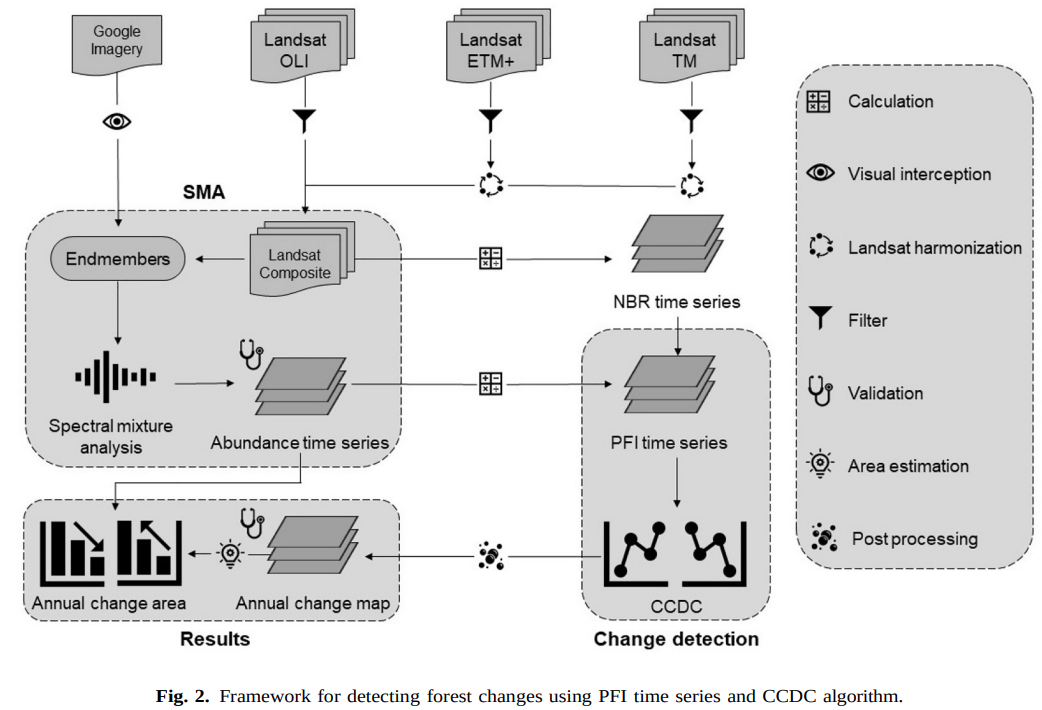 Google
Imagery
Landsat
OLI
Landsat
ETM+
Landsat
TM
Calculation
Visual interception
Landsat harmonization
Filter
Validation
Area estimation
Post processing
SMA
Endmembers
Landsat
Composite
NBR time series
Spectral mixture
analysis
Abundance time series
PFI time series
Annual change area
Annual change map
CCDC
Results
Change detection
Fig. 2. Framework for detecting forest changes using PFI time series and CCDC algorithm.